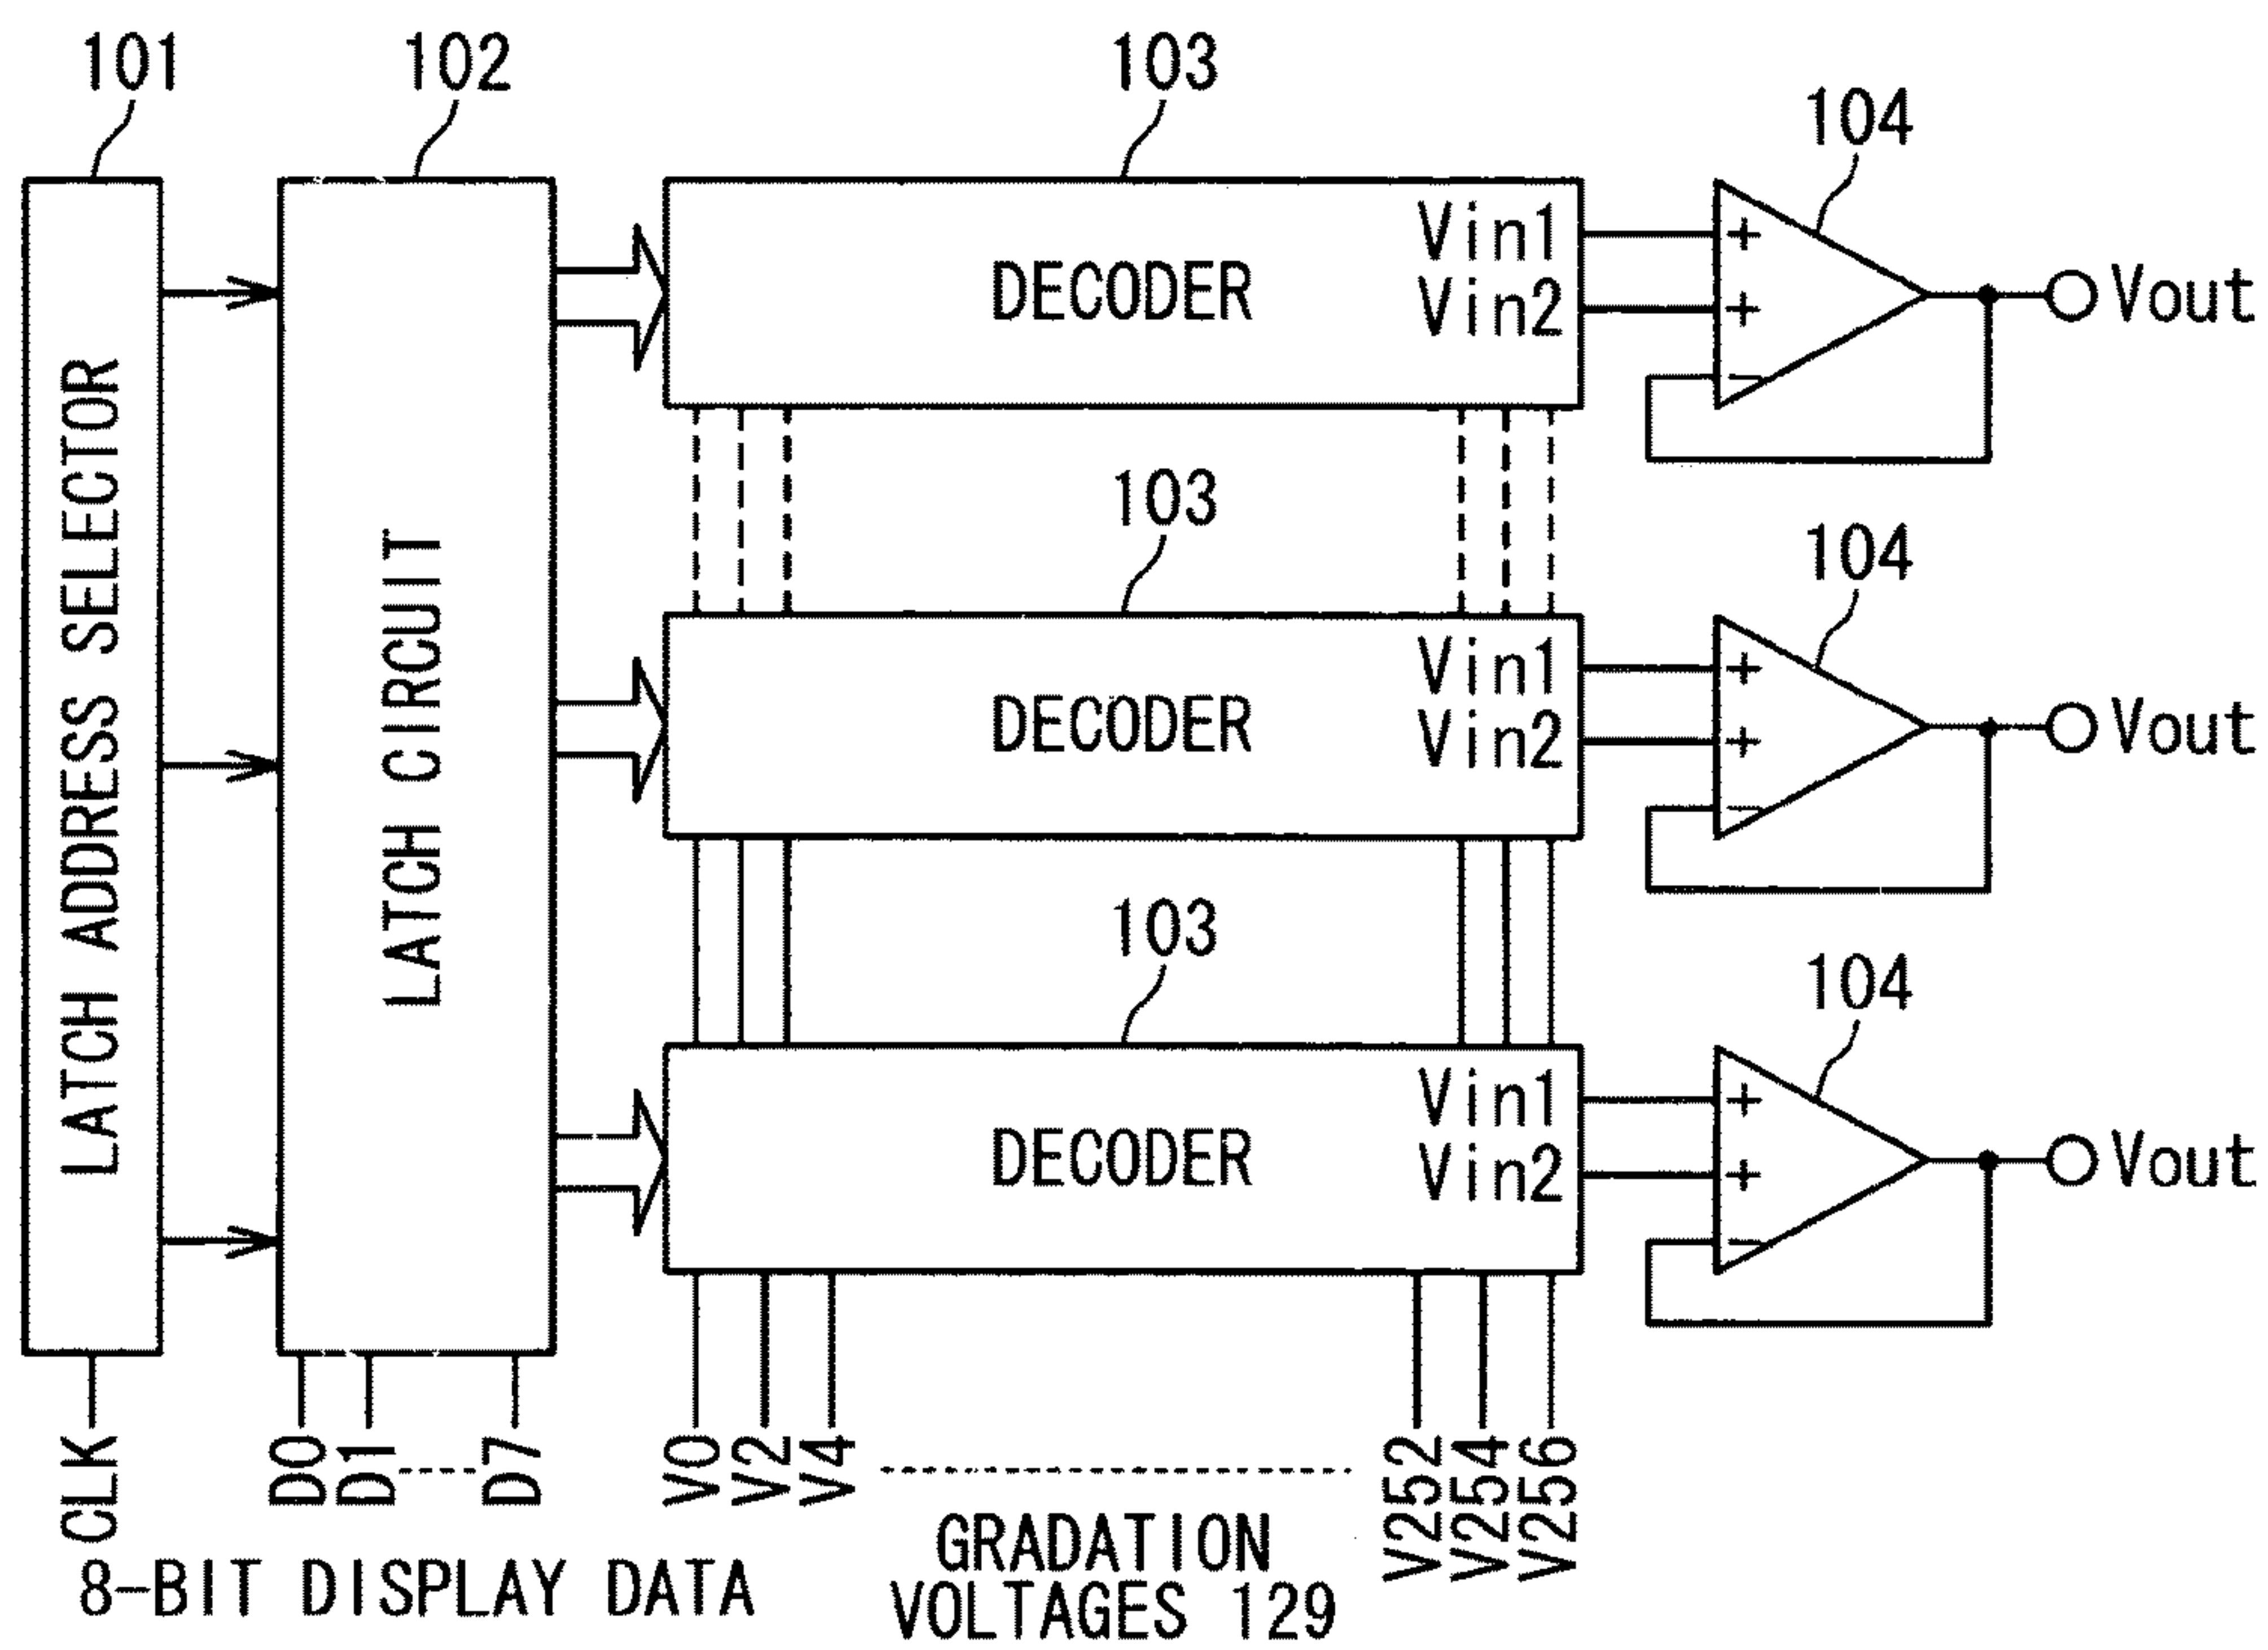 101
102
103
104
LATCH ADDRESS SELECTOR
LATCH CIRCUIT
DECODER
Vin1
Vin2
+
+
−
Vout
103
104
DECODER
Vin1
Vin2
+
+
−
Vout
103
104
DECODER
Vin1
Vin2
+
+
−
Vout
CLK
D0
D1
D7
V0
V2
V4
V252
V254
V256
8-BIT DISPLAY DATA
GRADATION
VOLTAGES 129